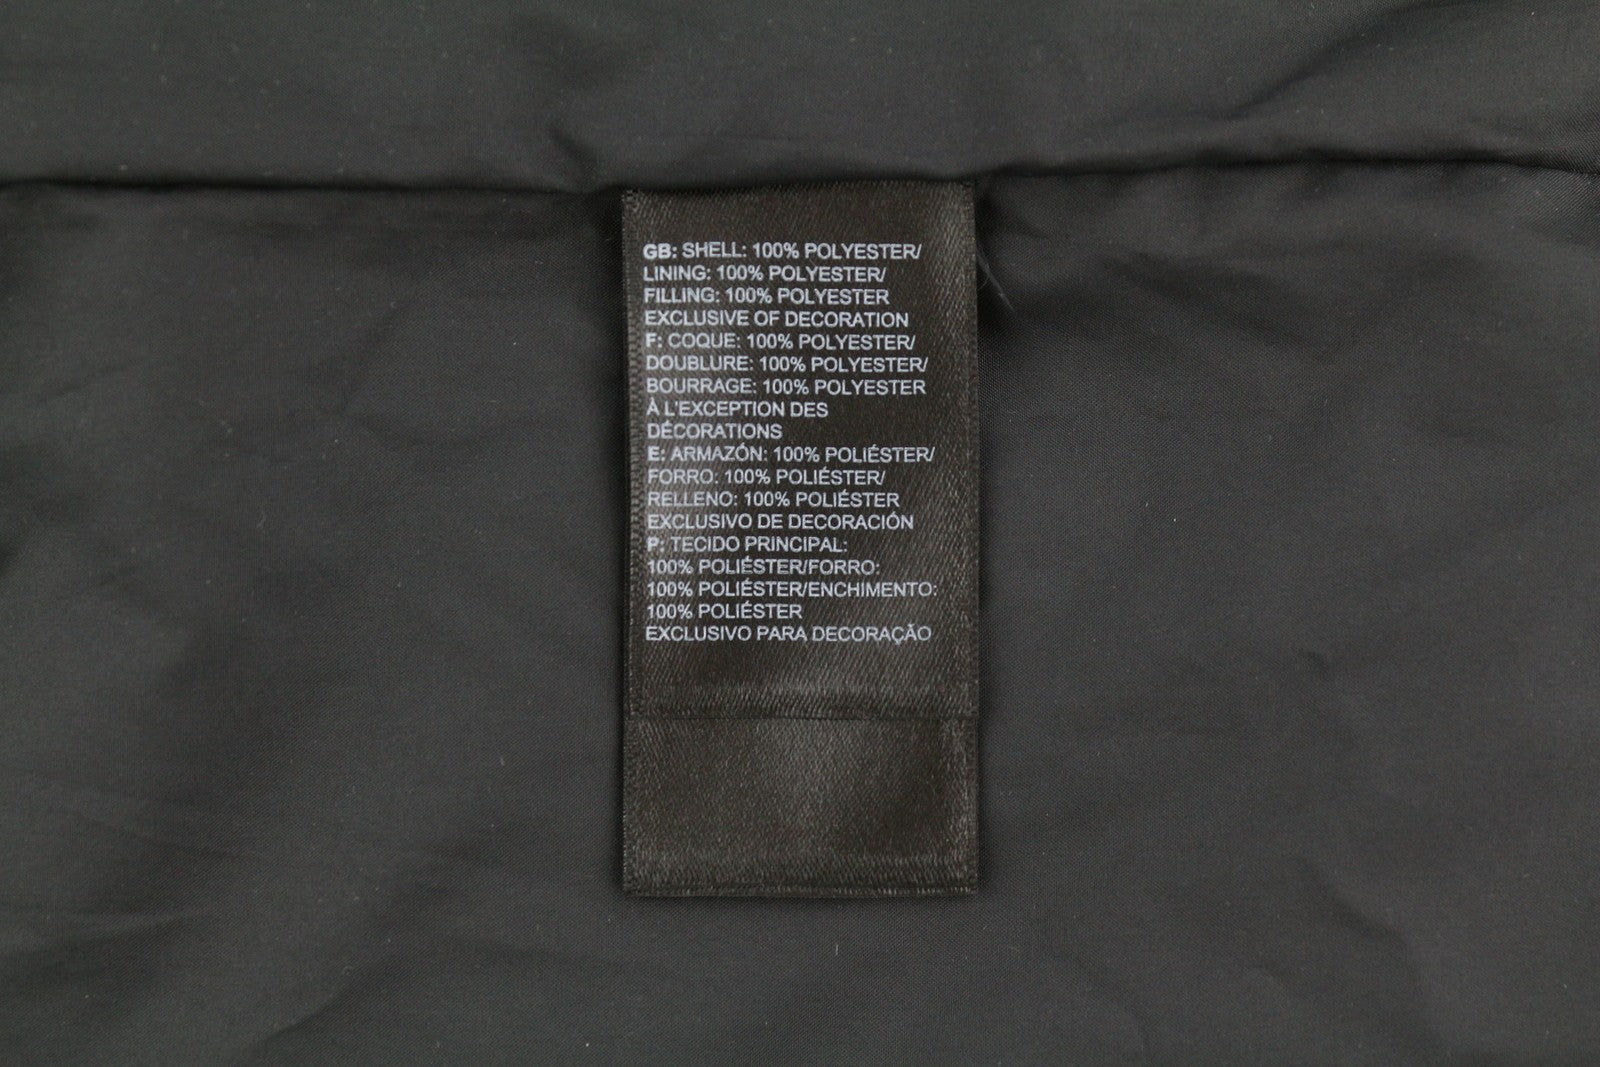 GB: SHELL: 100% POLYESTER/
LINING: 100% POLYESTER/
FILLING: 100% POLYESTER
EXCLUSIVE OF DECORATION
F: COQUE: 100% POLYESTER/
DOUBLURE: 100% POLYESTER/
BOURRAGE: 100% POLYESTER
À L'EXCEPTION DES
DÉCORATIONS
E: ARMAZÓN: 100% POLIÉSTER/
FORRO: 100% POLIÉSTER/
RELLENO: 100% POLIÉSTER
EXCLUSIVO DE DECORACIÓN
P: TECIDO PRINCIPAL:
100% POLIÉSTER/FORRO:
100% POLIÉSTER/ENCHIMENTO:
100% POLIÉSTER
EXCLUSIVO PARA DECORAÇÃO